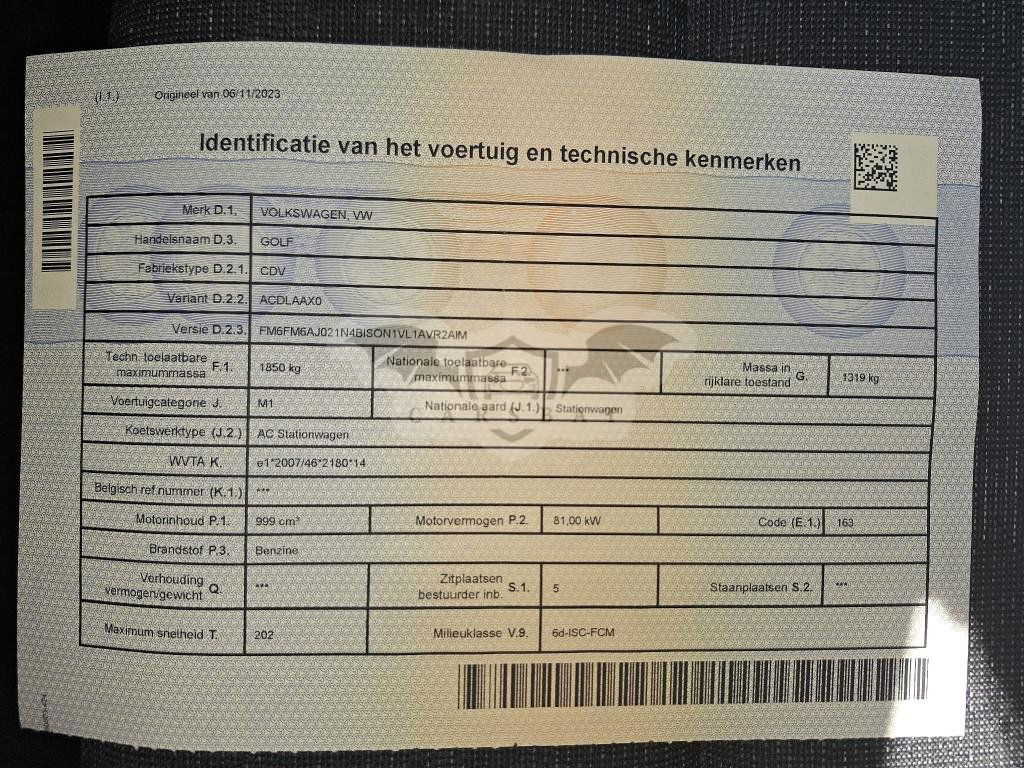 (I.1.) Origineel van 06/11/2023
Identificatie van het voertuig en technische kenmerken
Merk D.1. VOLKSWAGEN, VW
Handelsnaam D.3. GOLF
Fabriekstype D.2.1. CDV
Variant D.2.2. ACDLAAX0
Versie D.2.3. FM6FM6AJ021N4BISON1VL1AVR2AIM
Techn. toelaatbare
maximummassa F.1. 1850 kg
Nationale toelaatbare
maximummassa F.2. ***
Massa in
rijklare toestand G. 1319 kg
Voertuigcategorie J. M1 Nationale aard (J.1.) Stationwagen
CARSBAT
Koetswerktype (J.2.) AC Stationwagen
WVTA K. e1*2007/46*2180*14
Belgisch ref.nummer (K.1.) ***
Motorinhoud P.1. 999 cm³ Motorvermogen P.2. 81,00 kW Code (E.1.) 163
Brandstof P.3. Benzine
Verhouding
vermogen/gewicht Q. ***
Zitplaatsen
bestuurder inb. S.1. 5
Staanplaatsen S.2. ***
Maximum snelheid T. 202 Milieuklasse V.9. 6d-ISC-FCM